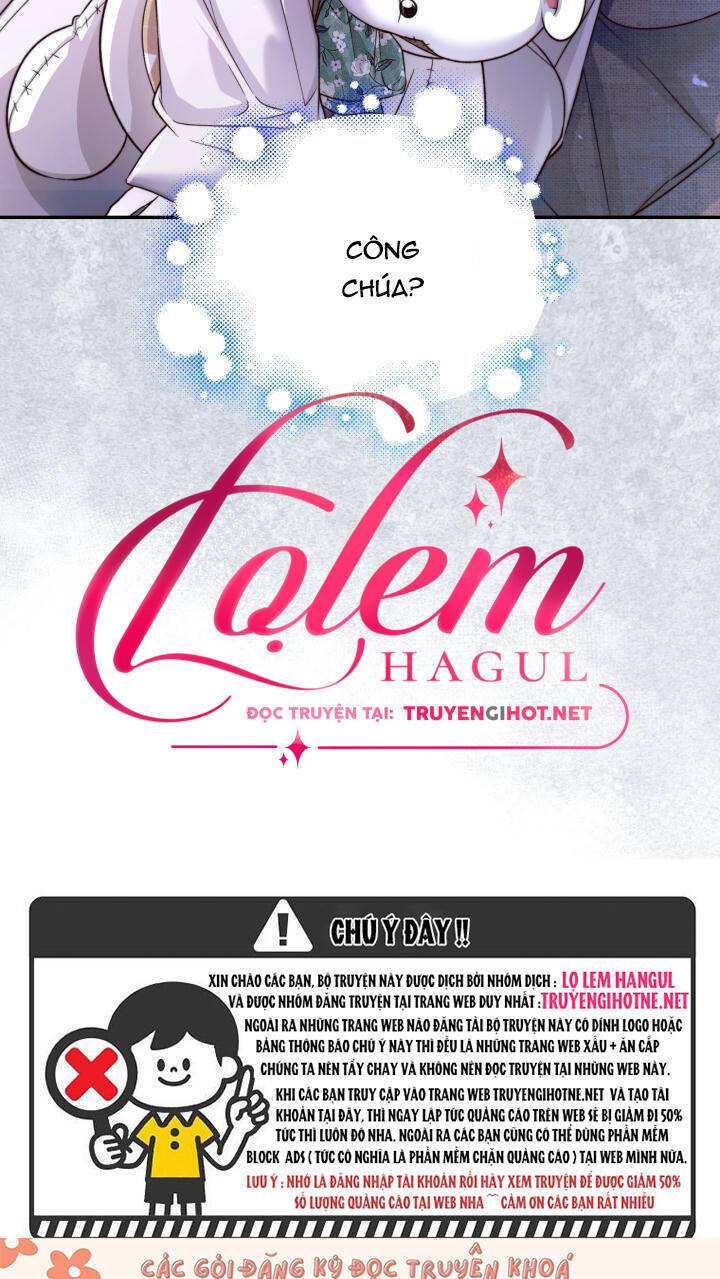 CÔNG
CHÚA?
Lọlem
HAGUL
ĐỌC TRUYỆN TẠI: TRUYENGIHOT.NET
CHÚ Ý ĐÂY !!
XIN CHÀO CÁC BẠN, BỘ TRUYỆN NÀY ĐƯỢC DỊCH BỞI NHÓM DỊCH : LỌ LEM HANGUL
VÀ ĐƯỢC NHÓM ĐĂNG TRUYỆN TẠI TRANG WEB DUY NHẤT :TRUYENGIHOTNE.NET
NGOÀI RA NHỮNG TRANG WEB NÀO ĐĂNG TẢI BỘ TRUYỆN NÀY CÓ DÍNH LOGO HOẶC
BẢNG THÔNG BÁO CHÚ Ý NÀY THÌ ĐỀU LÀ NHỮNG TRANG WEB XẤU + ĂN CẮP
CHÚNG TA NÊN TẨY CHAY VÀ KHÔNG NÊN ĐỌC TRUYỆN TẠI NHỮNG WEB NÀY.
KHI CÁC BẠN TRUY CẬP VÀO TRANG WEB TRUYENGIHOTNE.NET VÀ TẠO TÀI
KHOẢN TẠI ĐÂY, THÌ NGAY LẬP TỨC QUẢNG CÁO TRÊN WEB SẼ BỊ GIẢM ĐI 50%
TỨC THÌ LUÔN ĐÓ NHA. NGOÀI RA CÁC BẠN CŨNG CÓ THỂ DÙNG PHẦN MỀM
BLOCK ADS ( TỨC CÓ NGHĨA LÀ PHẦN MỀM CHẶN QUẢNG CÁO ) TẠI WEB MÌNH NỮA.
LƯU Ý : NHỚ LÀ ĐĂNG NHẬP TÀI KHOẢN RỒI HÃY XEM TRUYỆN ĐỂ ĐƯỢC GIẢM 50%
SỐ LƯỢNG QUẢNG CÁO TẠI WEB NHA ^^ CẢM ƠN CÁC BẠN RẤT NHIỀU
CÁC GÓI ĐĂNG KÝ ĐỌC TRUYỆN KHOÁ